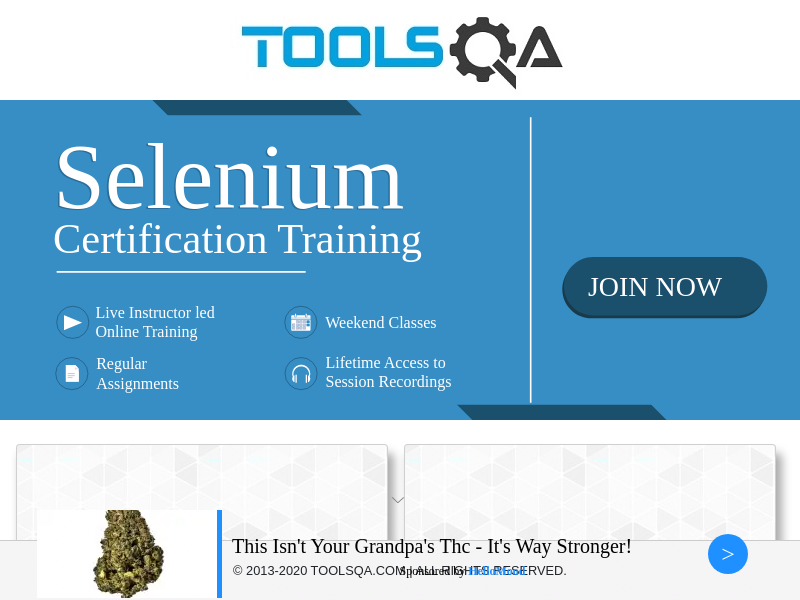 TOOLSQA
Selenium
Certification Training
JOIN NOW
Live Instructor led
Online Training
Weekend Classes
Regular
Assignments
Lifetime Access to
Session Recordings
This Isn't Your Grandpa's Thc - It's Way Stronger!
>
© 2013-2020 TOOLSQA.COM | ALL RIGHTS RESERVED.
Sponsored by